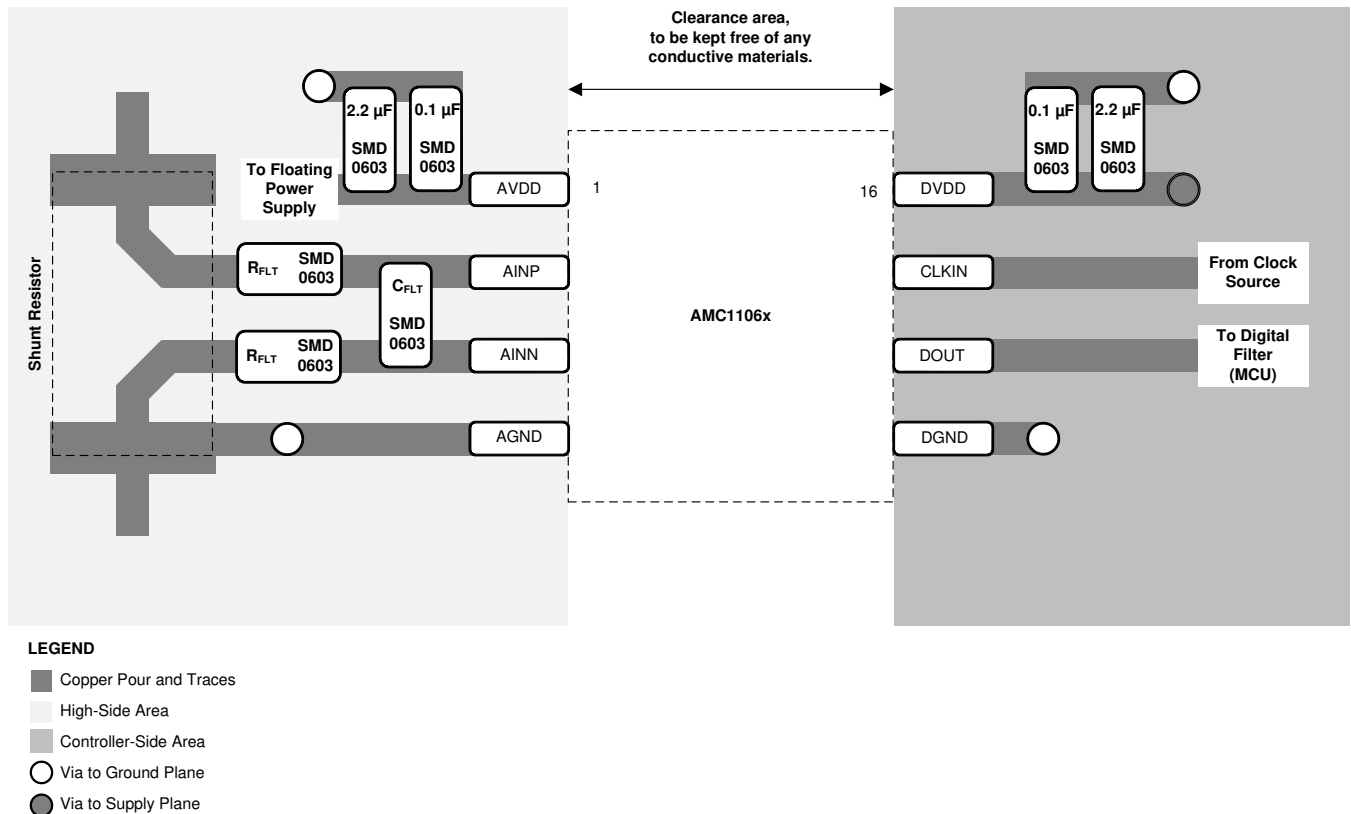 Clearance area,
to be kept free of any
conductive materials.
2.2 µF
SMD
0603
0.1 µF
SMD
0603
0.1 µF
SMD
0603
2.2 µF
SMD
0603
To Floating
Power
Supply
AVDD
1
16
DVDD
Shunt Resistor
RFLT
SMD
0603
CFLT
SMD
0603
AINP
CLKIN
From Clock
Source
AMC1106x
RFLT
SMD
0603
AINN
DOUT
To Digital
Filter
(MCU)
AGND
DGND
LEGEND
Copper Pour and Traces
High-Side Area
Controller-Side Area
Via to Ground Plane
Via to Supply Plane